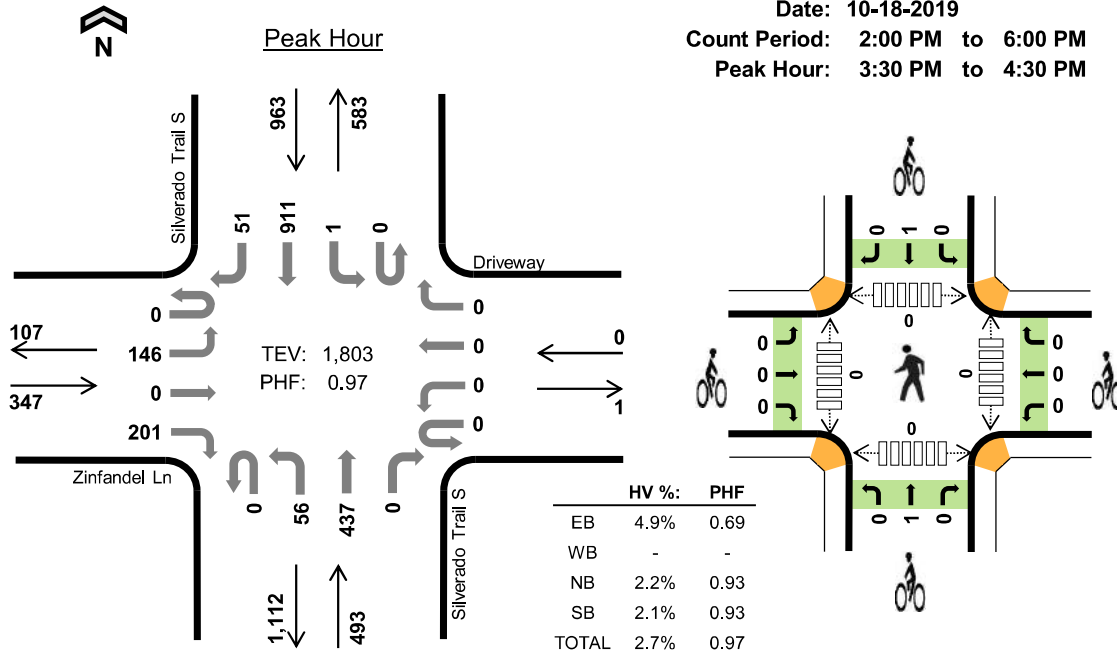 N
Peak Hour
Date: 10-18-2019
Count Period: 2:00 PM to 6:00 PM
Peak Hour: 3:30 PM to 4:30 PM
Silverado Trail S
963
583
51
911
1
0
Driveway
0
0
0
0
0
1
107
347
0
146
0
201
TEV: 1,803
PHF: 0.97
Zinfandel Ln
0
56
437
0
Silverado Trail S
1,112
493
HV %: PHF
EB 4.9% 0.69
WB - -
NB 2.2% 0.93
SB 2.1% 0.93
TOTAL 2.7% 0.97
0 1 0
0
0
0
0
0
0
0
0
0
0
0 1 0